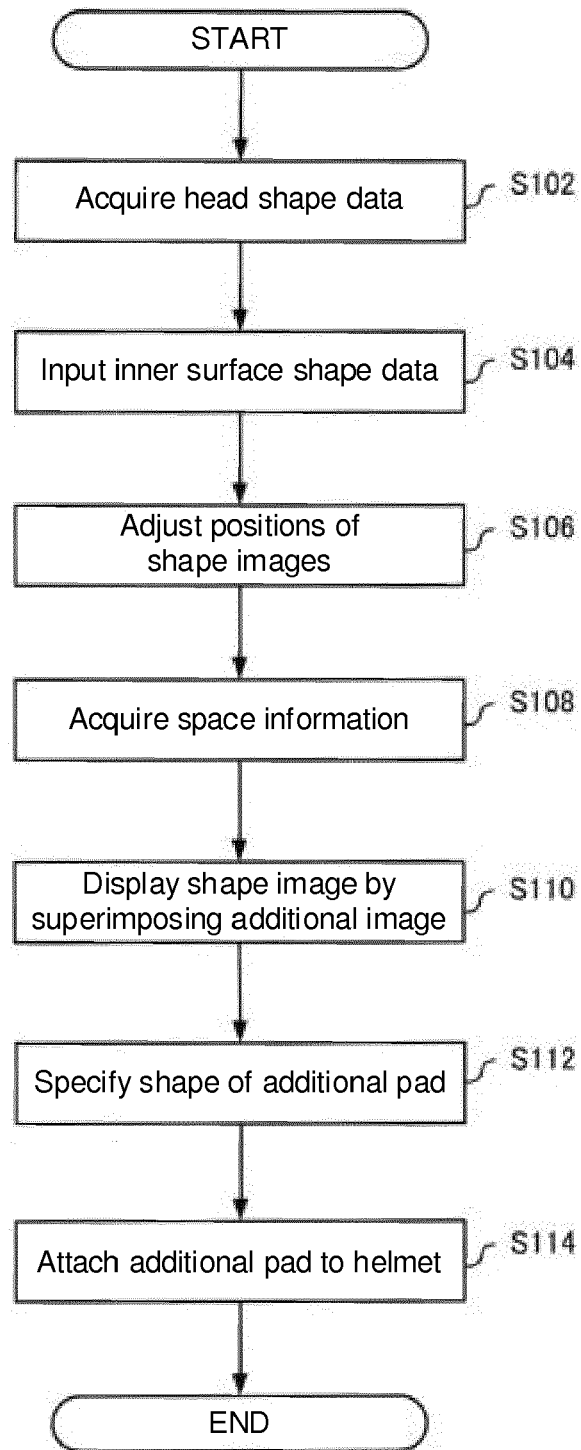 START
Acquire head shape data
S102
Input inner surface shape data
S104
Adjust positions of
shape images
S106
Acquire space information
S108
Display shape image by
superimposing additional image
S110
Specify shape of additional pad
S112
Attach additional pad to helmet
S114
END